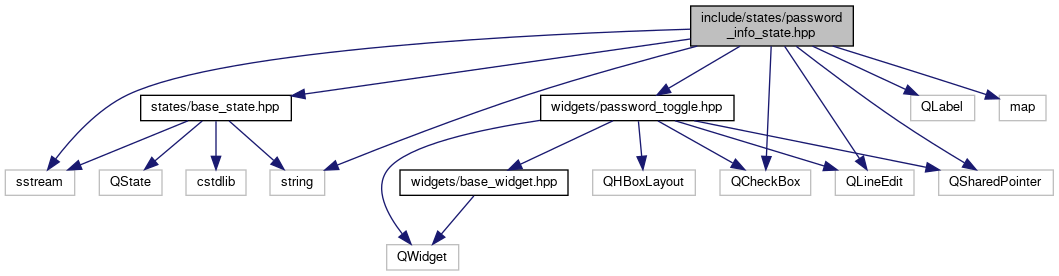 include/states/password
_info_state.hpp
states/base_state.hpp
widgets/password_toggle.hpp
QLabel
map
sstream
QState
cstdlib
string
widgets/base_widget.hpp
QHBoxLayout
QCheckBox
QLineEdit
QSharedPointer
QWidget